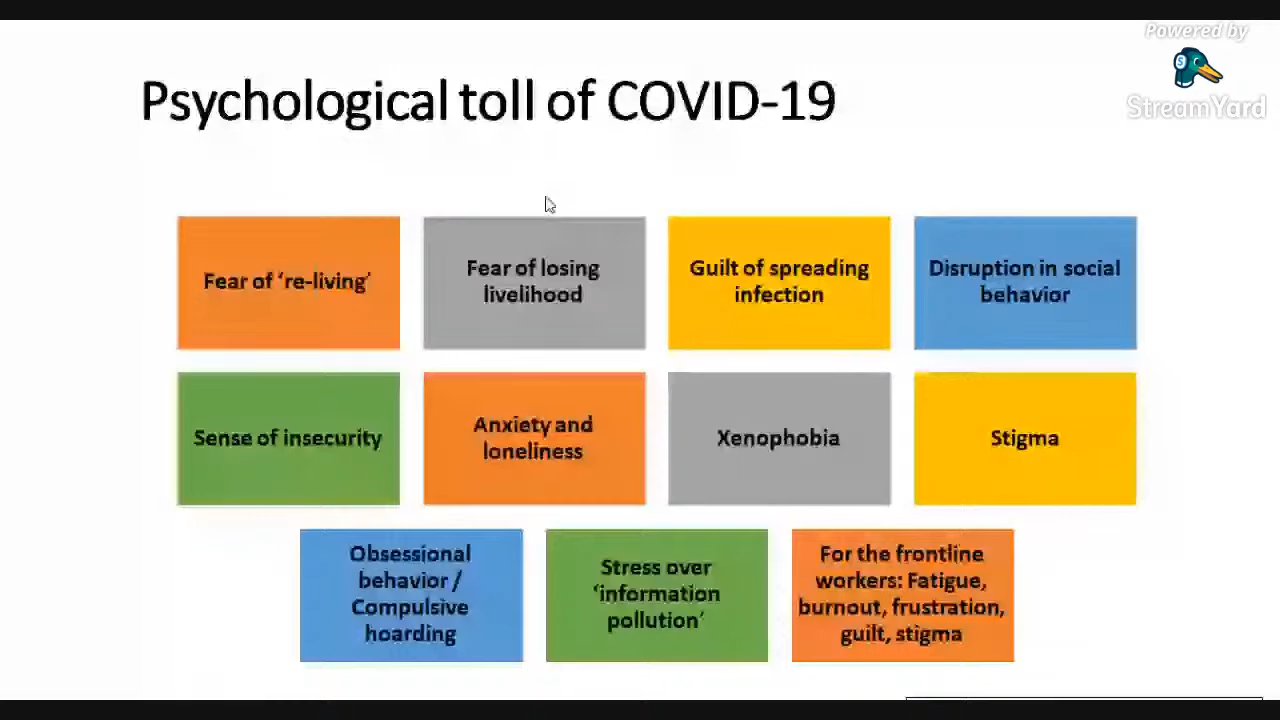 Powered by
StreamYard
Psychological toll of COVID-19
Fear of ‘re-living’
Fear of losing
livelihood
Guilt of spreading
infection
Disruption in social
behavior
Sense of insecurity
Anxiety and
loneliness
Xenophobia
Stigma
Obsessional
behavior /
Compulsive
hoarding
Stress over
‘information
pollution’
For the frontline
workers: Fatigue,
burnout, frustration,
guilt, stigma